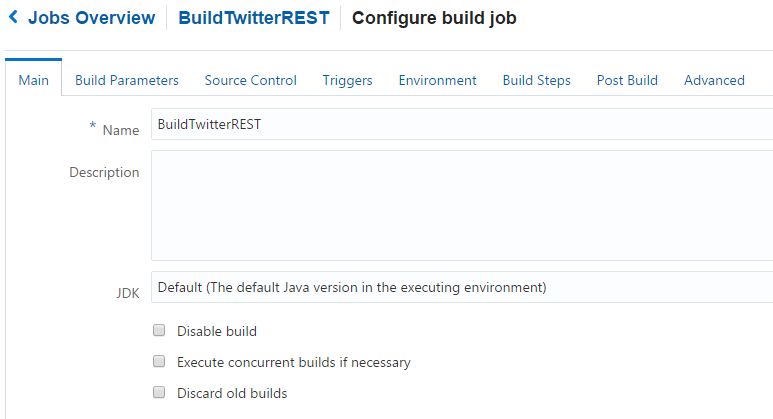 Jobs Overview BuildTwitterREST Configure build job
Main Build Parameters Source Control Triggers Environment Build Steps Post Build Advanced
* Name BuildTwitterREST
Description
JDK Default (The default Java version in the executing environment)
Disable build
Execute concurrent builds if necessary
Discard old builds